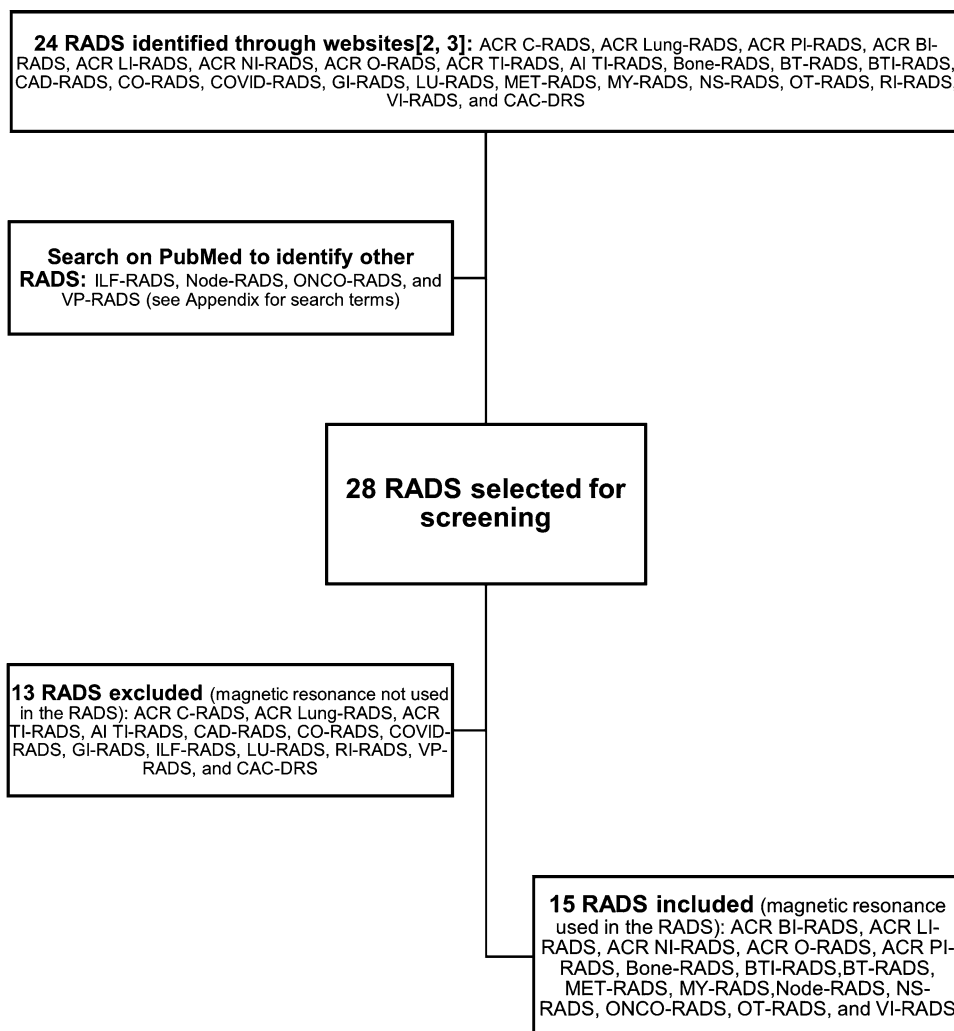 24 RADS identified through websites[2, 3]: ACR C-RADS, ACR Lung-RADS, ACR PI-RADS, ACR BI-
RADS, ACR LI-RADS, ACR NI-RADS, ACR O-RADS, ACR TI-RADS, AI TI-RADS, Bone-RADS, BT-RADS, BTI-RADS,
CAD-RADS, CO-RADS, COVID-RADS, GI-RADS, LU-RADS, MET-RADS, MY-RADS, NS-RADS, OT-RADS, RI-RADS,
VI-RADS, and CAC-DRS
Search on PubMed to identify other
RADS: ILF-RADS, Node-RADS, ONCO-RADS, and
VP-RADS (see Appendix for search terms)
28 RADS selected for
screening
13 RADS excluded (magnetic resonance not used
in the RADS): ACR C-RADS, ACR Lung-RADS, ACR
TI-RADS, AI TI-RADS, CAD-RADS, CO-RADS, COVID-
RADS, GI-RADS, ILF-RADS, LU-RADS, RI-RADS, VP-
RADS, and CAC-DRS
15 RADS included (magnetic resonance
used in the RADS): ACR BI-RADS, ACR LI-
RADS, ACR NI-RADS, ACR O-RADS, ACR PI-
RADS, Bone-RADS, BTI-RADS,BT-RADS,
MET-RADS, MY-RADS,Node-RADS, NS-
RADS, ONCO-RADS, OT-RADS, and VI-RADS